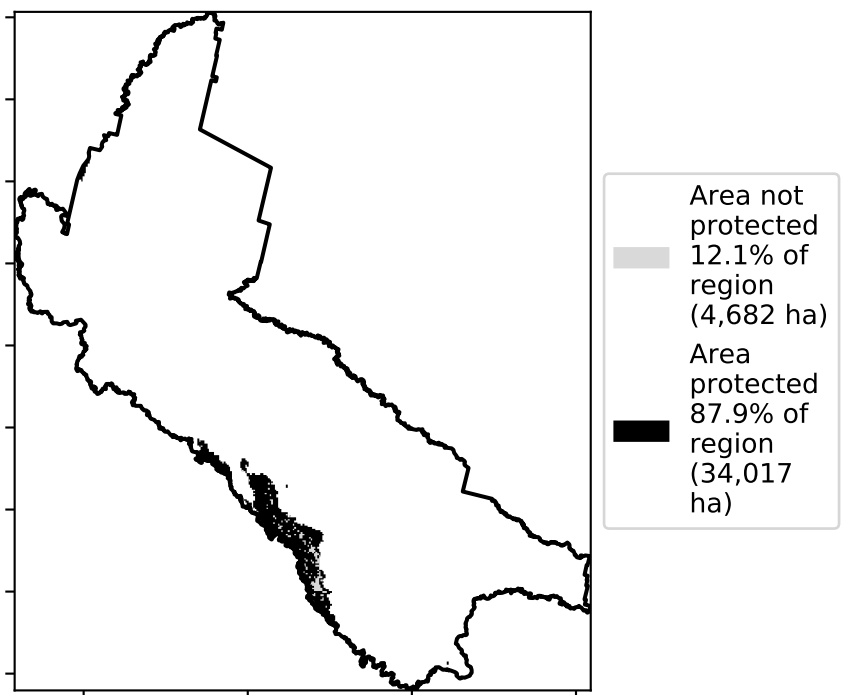 Area not
protected
12.1% of
region
(4,682 ha)
Area
protected
87.9% of
region
(34,017
ha)